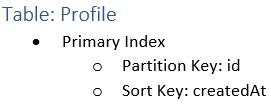 Table: Profile
• Primary Index
o Partition Key: id
o Sort Key: createdAt